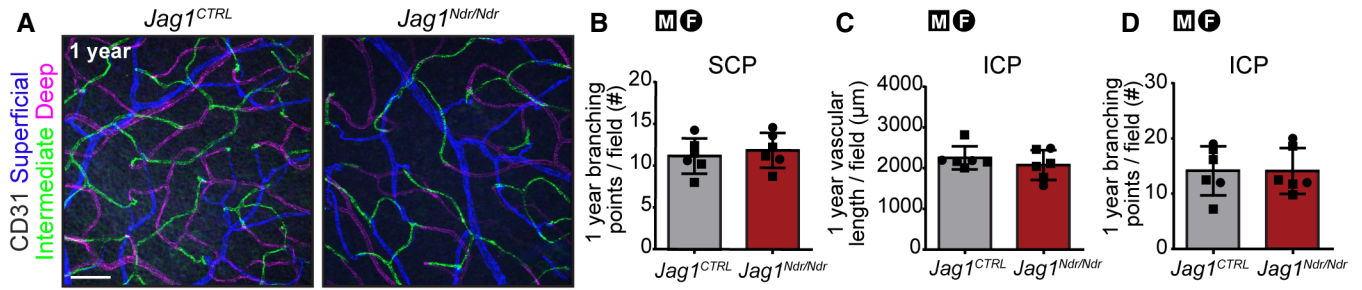 A
Jag1CTRL
Jag1Ndr/Ndr
1 year
CD31 Superficial
Intermediate Deep
B
M F
SCP
1 year branching
points / field (#)
20
15
10
5
0
Jag1CTRL
Jag1Ndr/Ndr
C
M F
ICP
1 year vascular
length / field (µm)
4000
3000
2000
1000
0
Jag1CTRL
Jag1Ndr/Ndr
D
M F
ICP
1 year branching
points / field (#)
30
20
10
0
Jag1CTRL
Jag1Ndr/Ndr